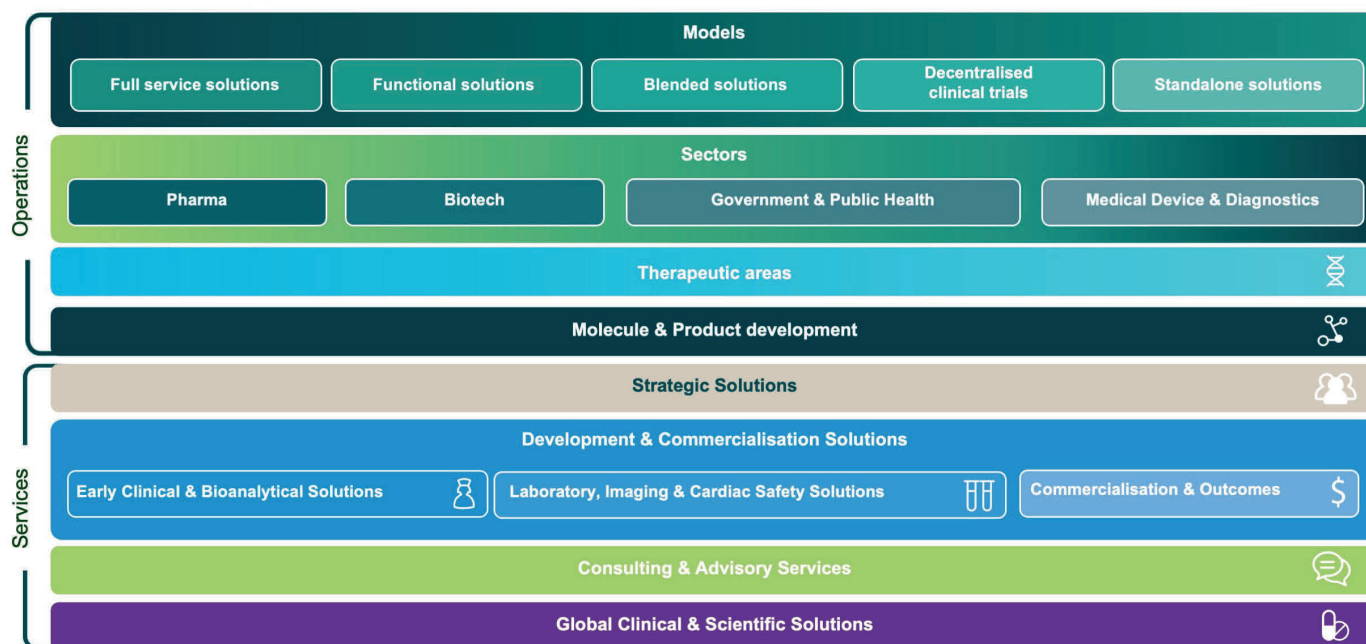 Operations
Models
Full service solutions
Functional solutions
Blended solutions
Decentralised
clinical trials
Standalone solutions
Sectors
Pharma
Biotech
Government & Public Health
Medical Device & Diagnostics
Therapeutic areas
Molecule & Product development
Services
Strategic Solutions
Development & Commercialisation Solutions
Early Clinical & Bioanalytical Solutions
Laboratory, Imaging & Cardiac Safety Solutions
Commercialisation & Outcomes
$
Consulting & Advisory Services
Global Clinical & Scientific Solutions